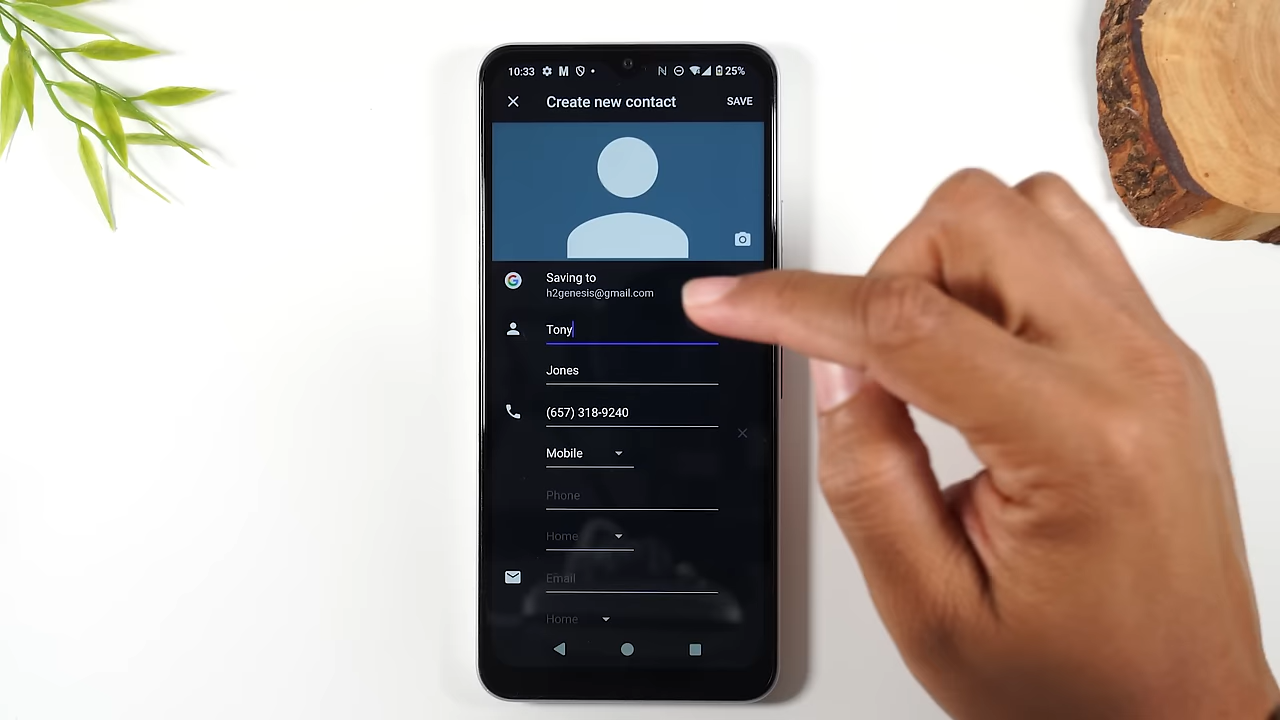 10:33 M 25%
Create new contact SAVE
Saving to
h2genesis@gmail.com
Tony
Jones
(657) 318-9240
Mobile
Phone
Home
Email
Home